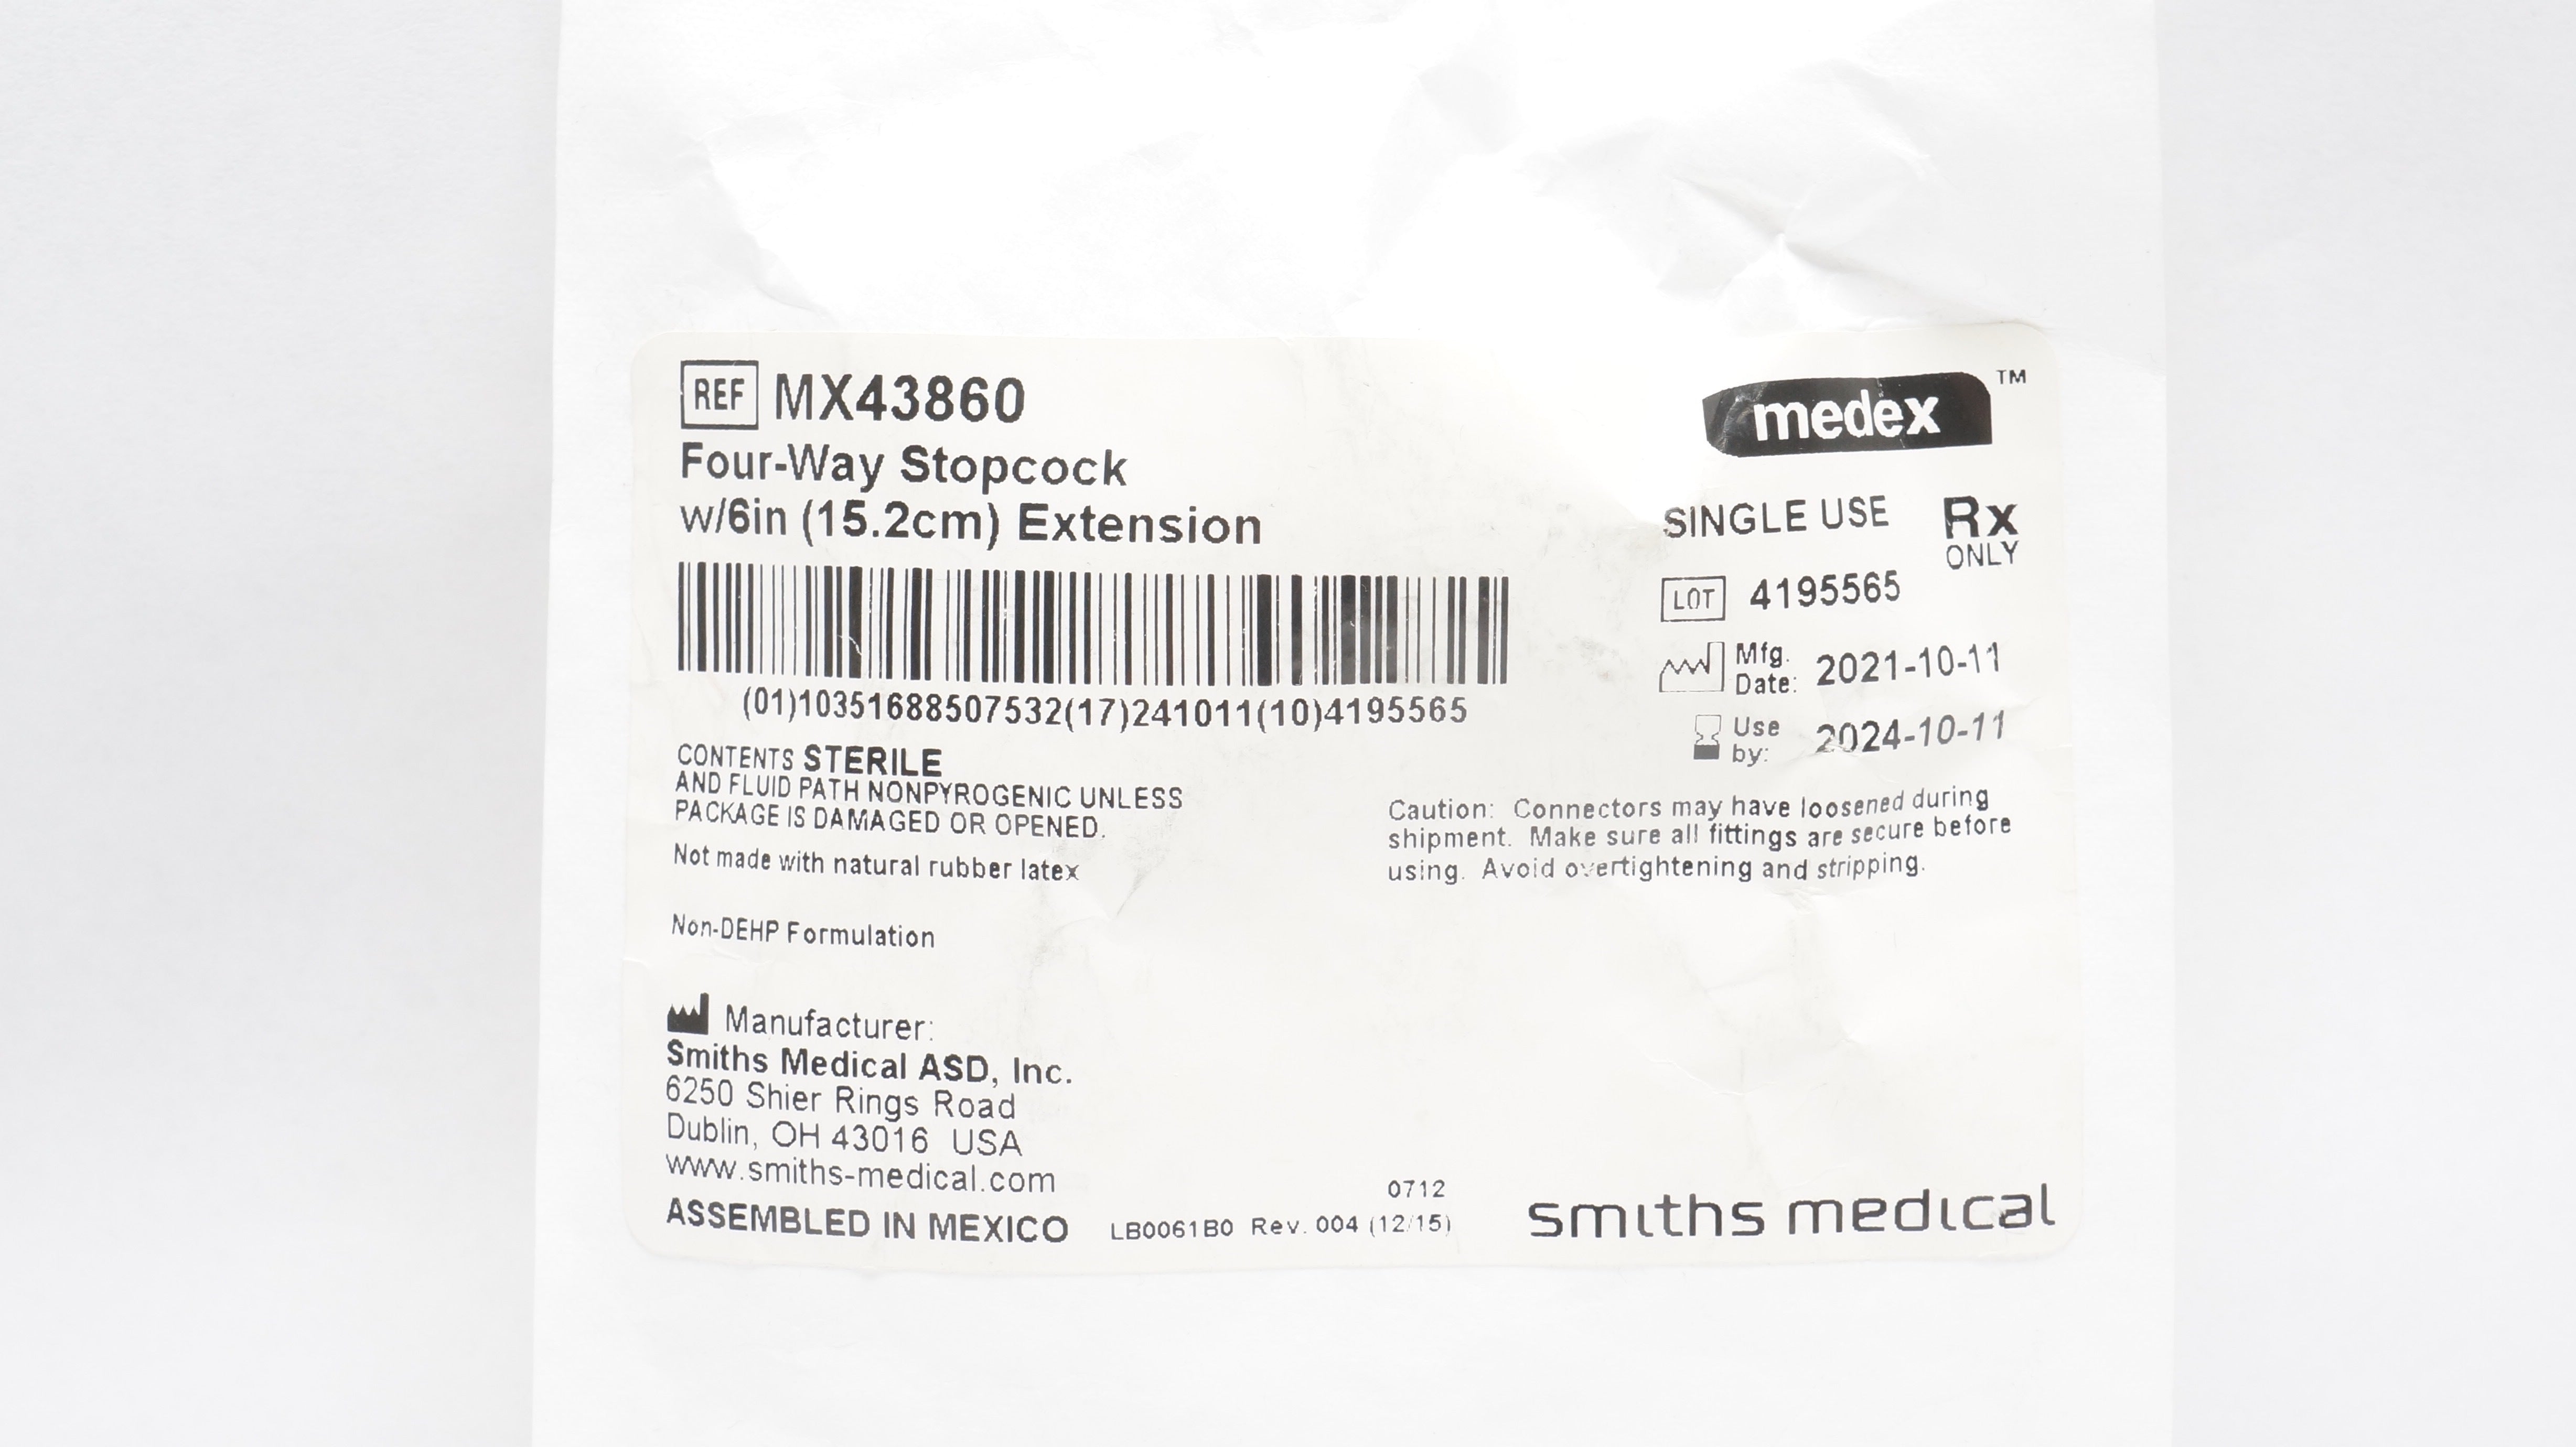 REF MX43860
Four-Way Stopcock
w/6in (15.2cm) Extension
(01)10351688507532(17)241011(10)4195565
CONTENTS STERILE
AND FLUID PATH NONPYROGENIC UNLESS
PACKAGE IS DAMAGED OR OPENED.
Not made with natural rubber latex
Non-DEHP Formulation
medex™
SINGLE USE
Rx
ONLY
LOT 4195565
Mfg.
Date: 2021-10-11
Use
by: 2024-10-11
Caution: Connectors may have loosened during
shipment. Make sure all fittings are secure before
using. Avoid overtightening and stripping.
Manufacturer:
Smiths Medical ASD, Inc.
6250 Shier Rings Road
Dublin, OH 43016 USA
www.smiths-medical.com
ASSEMBLED IN MEXICO
0712
LB0061B0 Rev. 004 (12/15)
smiths medical